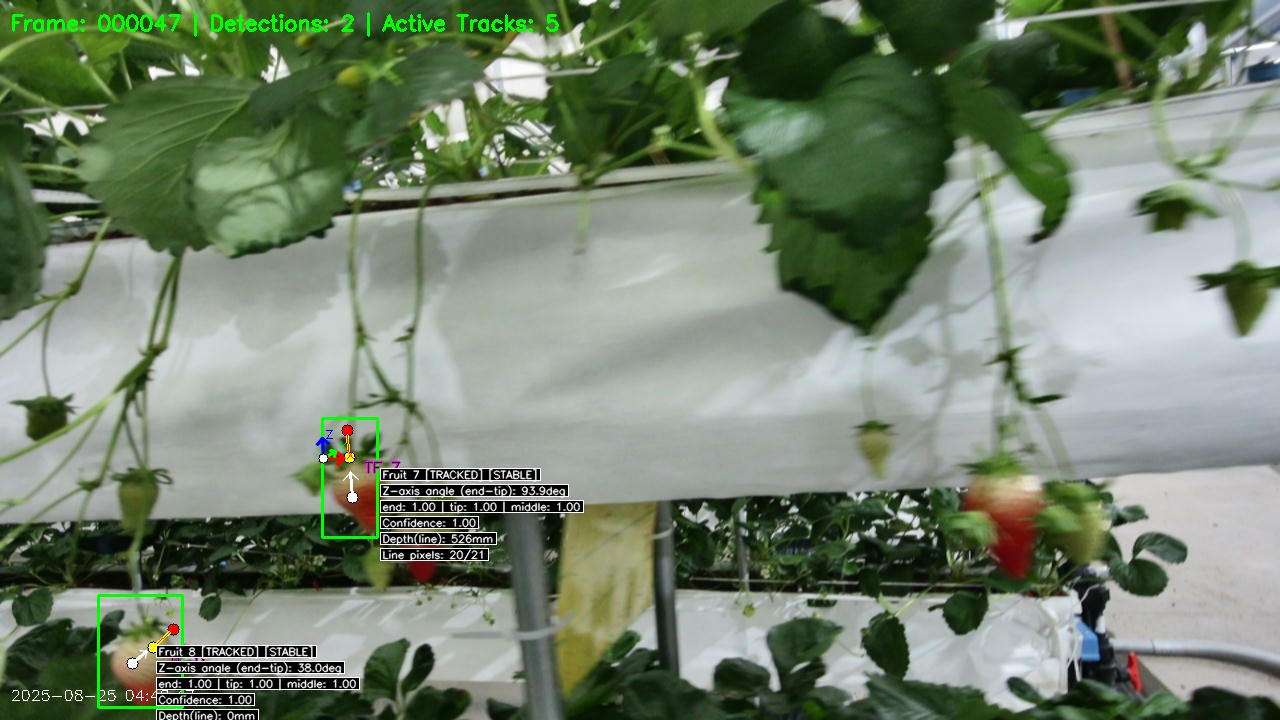 Frame: 000047 | Detections: 2 | Active Tracks: 5
Z
Fruit 7 [TRACKED] [STABLE]
Z-axis angle (end-tip): 93.9deg
end: 1.00 | tip: 1.00 | middle: 1.00
Confidence: 1.00
Depth(line): 526mm
Line pixels: 20/21
Fruit 8 [TRACKED] [STABLE]
Z-axis angle (end-tip): 38.0deg
end: 1.00 | tip: 1.00 | middle: 1.00
2025-08-25
Confidence: 1.00
Depth(line): 0mm